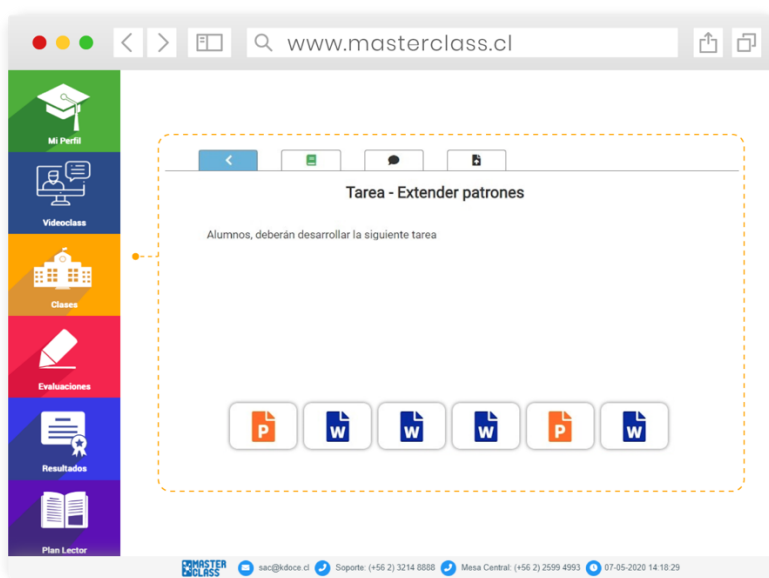 www.masterclass.cl
Mi Perfil
Videoclass
Clases
Evaluaciones
Resultados
Plan Lector
Tarea - Extender patrones
Alumnos, deberán desarrollar la siguiente tarea
P W W W P W
MASTER CLASS sac@kdoce.cl Soporte: (+56 2) 3214 8888 Mesa Central: (+56 2) 2599 4993 07-05-2020 14:18:29